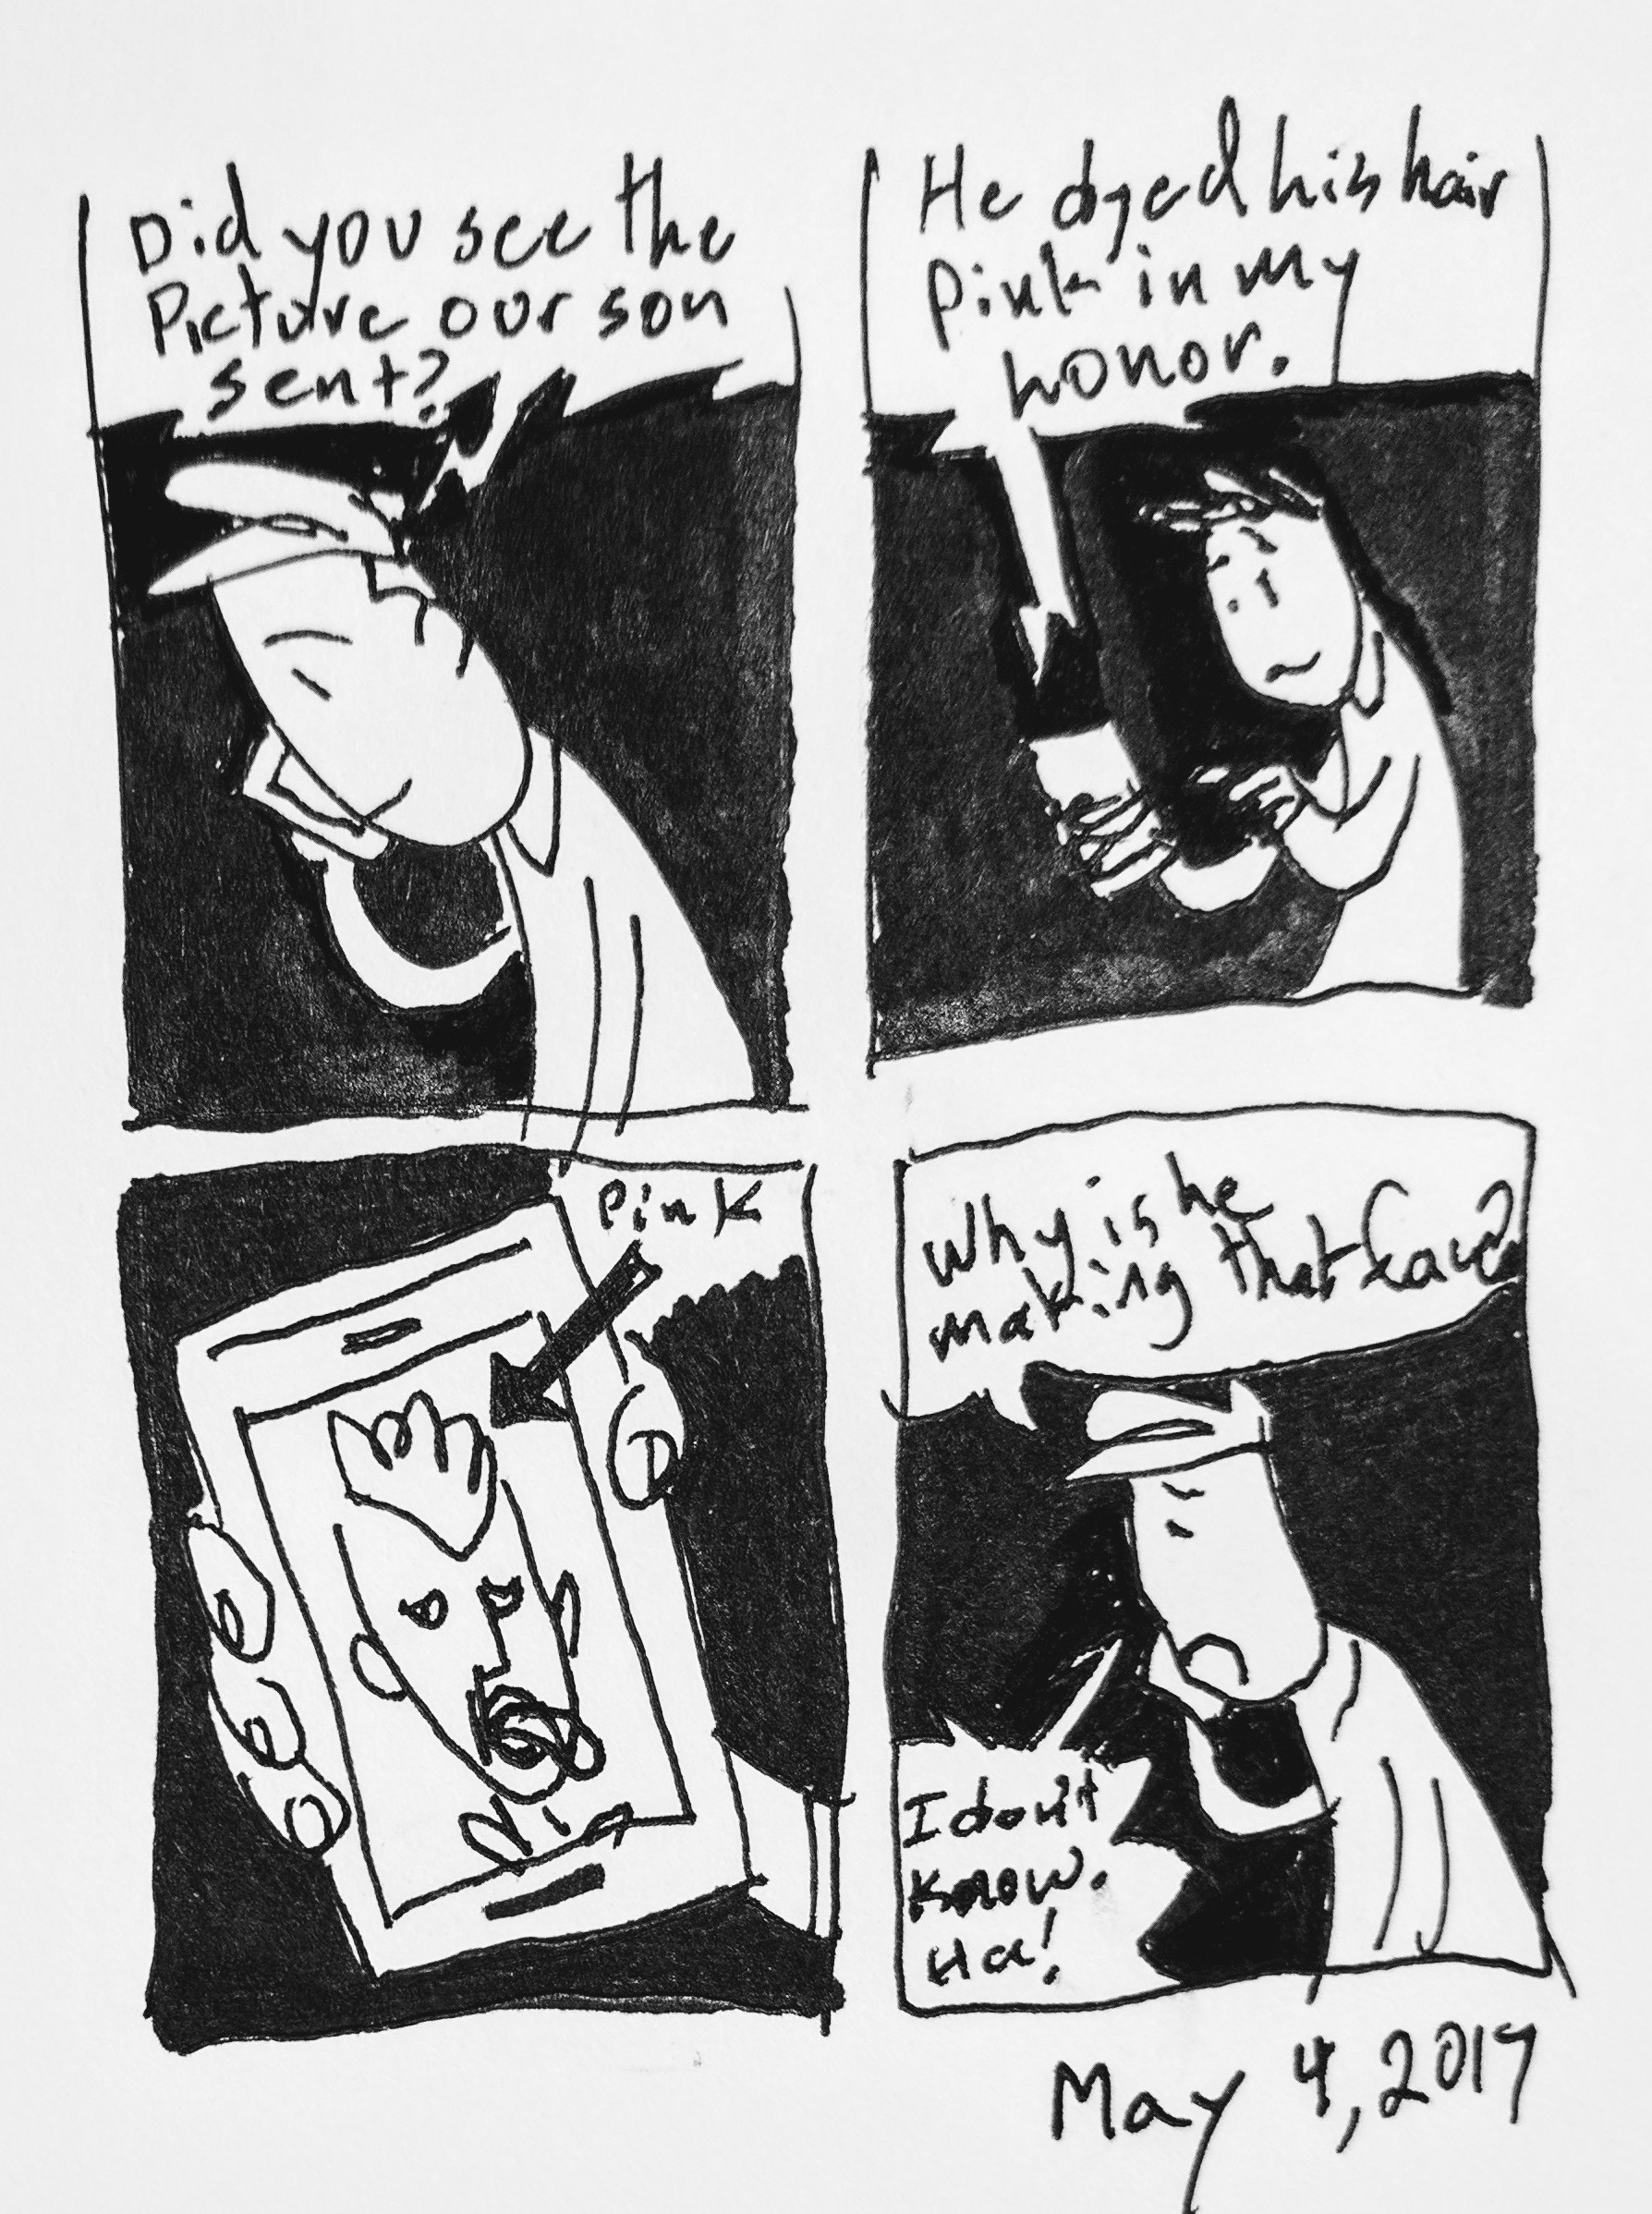 Did you see the
Picture our son
sent?
He dyed his hair
pink in my
honor.
Pink
Why is he
making that face?
I don't
know.
Ha!
May 4, 2017